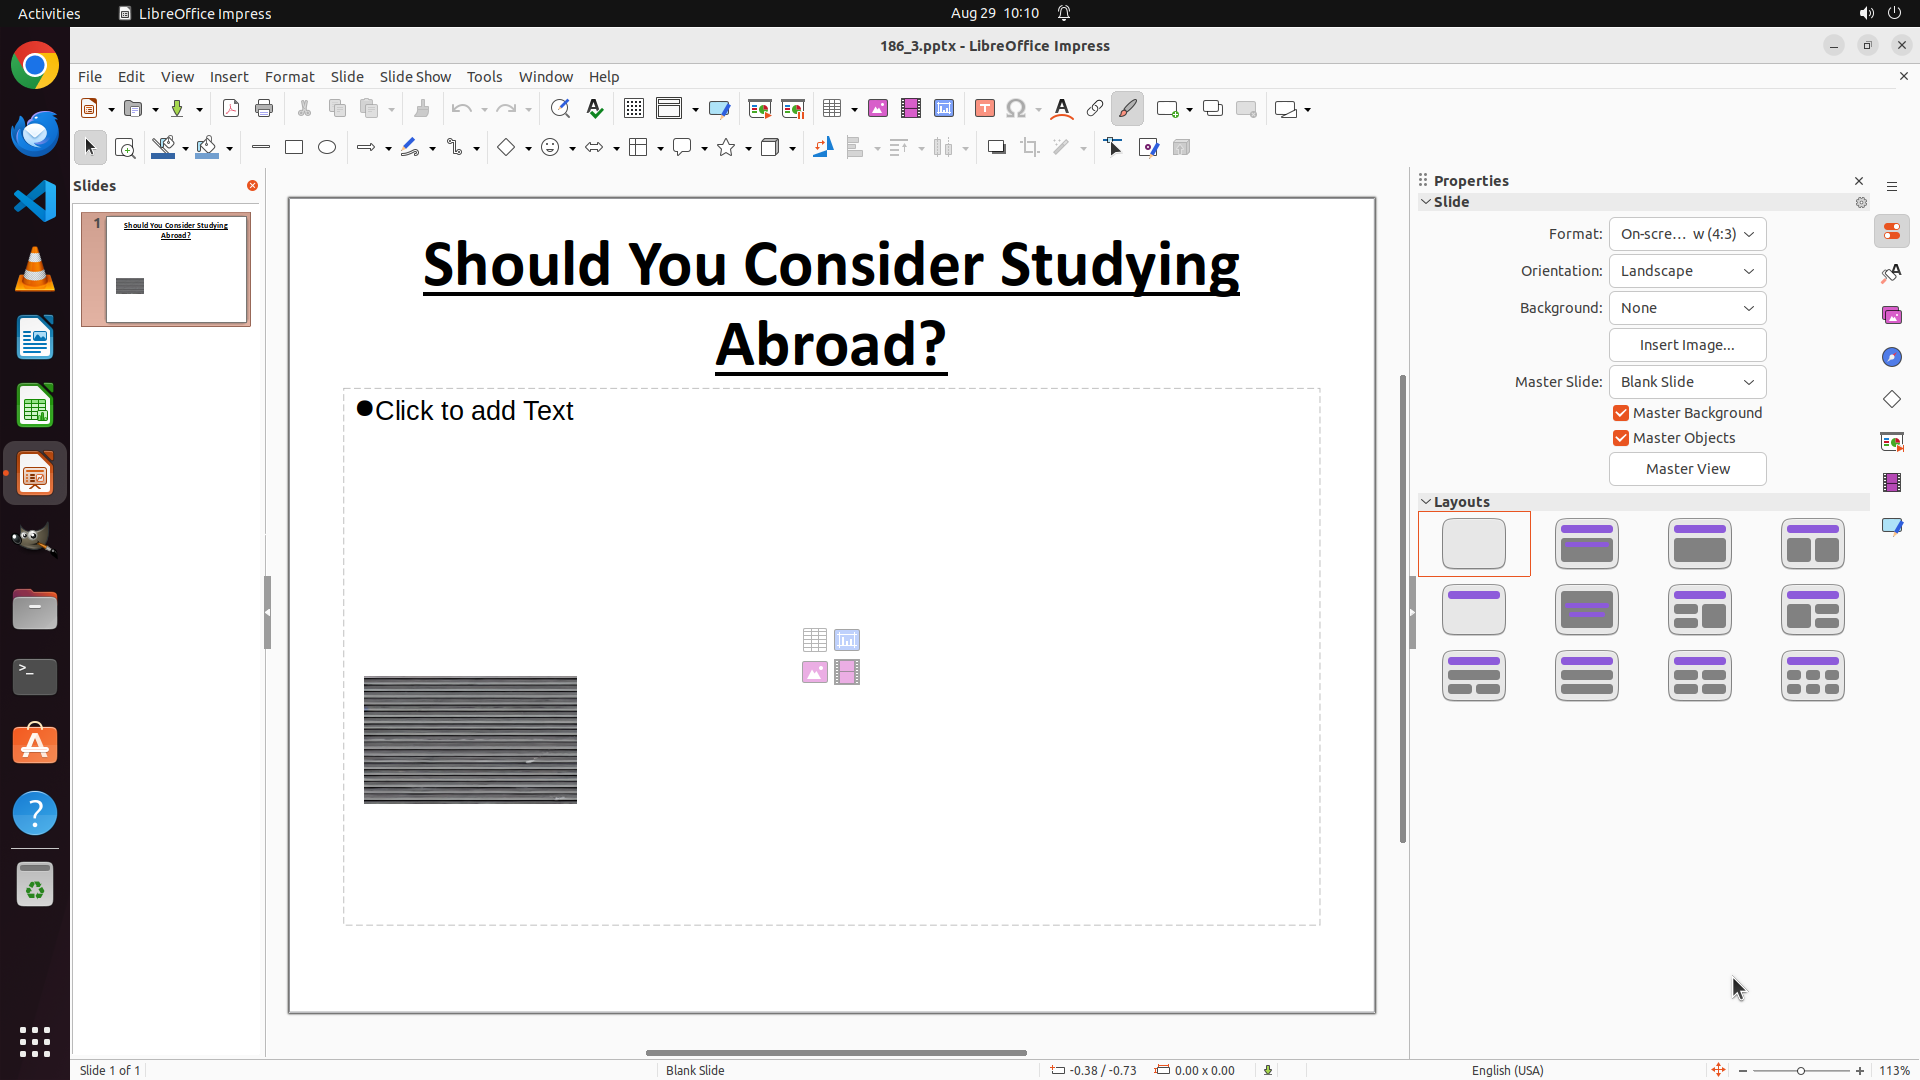 Activities
LibreOffice Impress
Aug 29 10:10
186_3.pptx - LibreOffice Impress
File Edit View Insert Format Slide Slide Show Tools Window Help
Slides
1
Should You Consider Studying
Abroad?
Should You Consider Studying
Abroad?
Click to add Text
Properties
Slide
Format: On-scre... w (4:3)
Orientation: Landscape
Background: None
Insert Image...
Master Slide: Blank Slide
Master Background
Master Objects
Master View
Layouts
Slide 1 of 1
Blank Slide
-0.38 / -0.73
0.00 x 0.00
English (USA)
113%